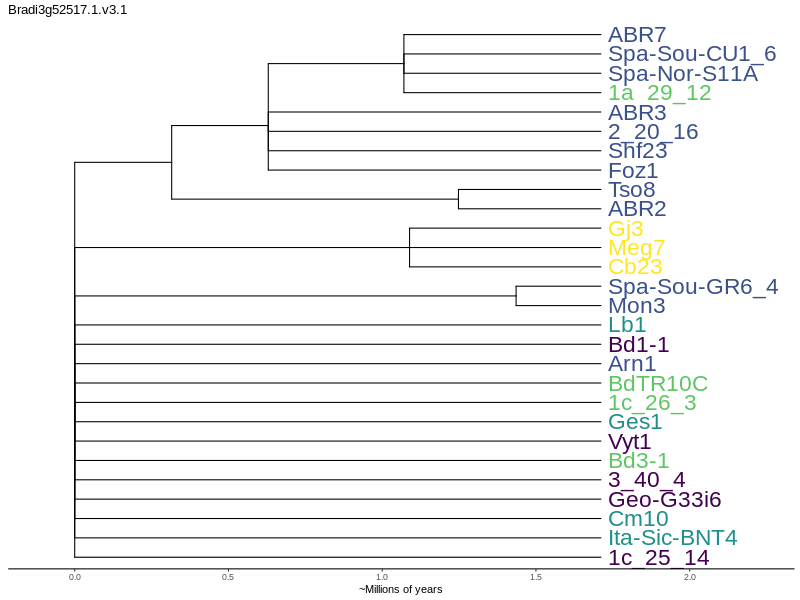 Bradi3g52517.1.v3.1
ABR7
Spa-Sou-CU1_6
Spa-Nor-S11A
1a_29_12
ABR3
2_20_16
Snf23
Foz1
Tso8
ABR2
Gj3
Meg7
Cb23
Spa-Sou-GR6_4
Mon3
Lb1
Bd1-1
Arn1
BdTR10C
1c_26_3
Ges1
Vyt1
Bd3-1
3_40_4
Geo-G33i6
Cm10
Ita-Sic-BNT4
1c_25_14
0.0 0.5 1.0 1.5 2.0
~Millions of years